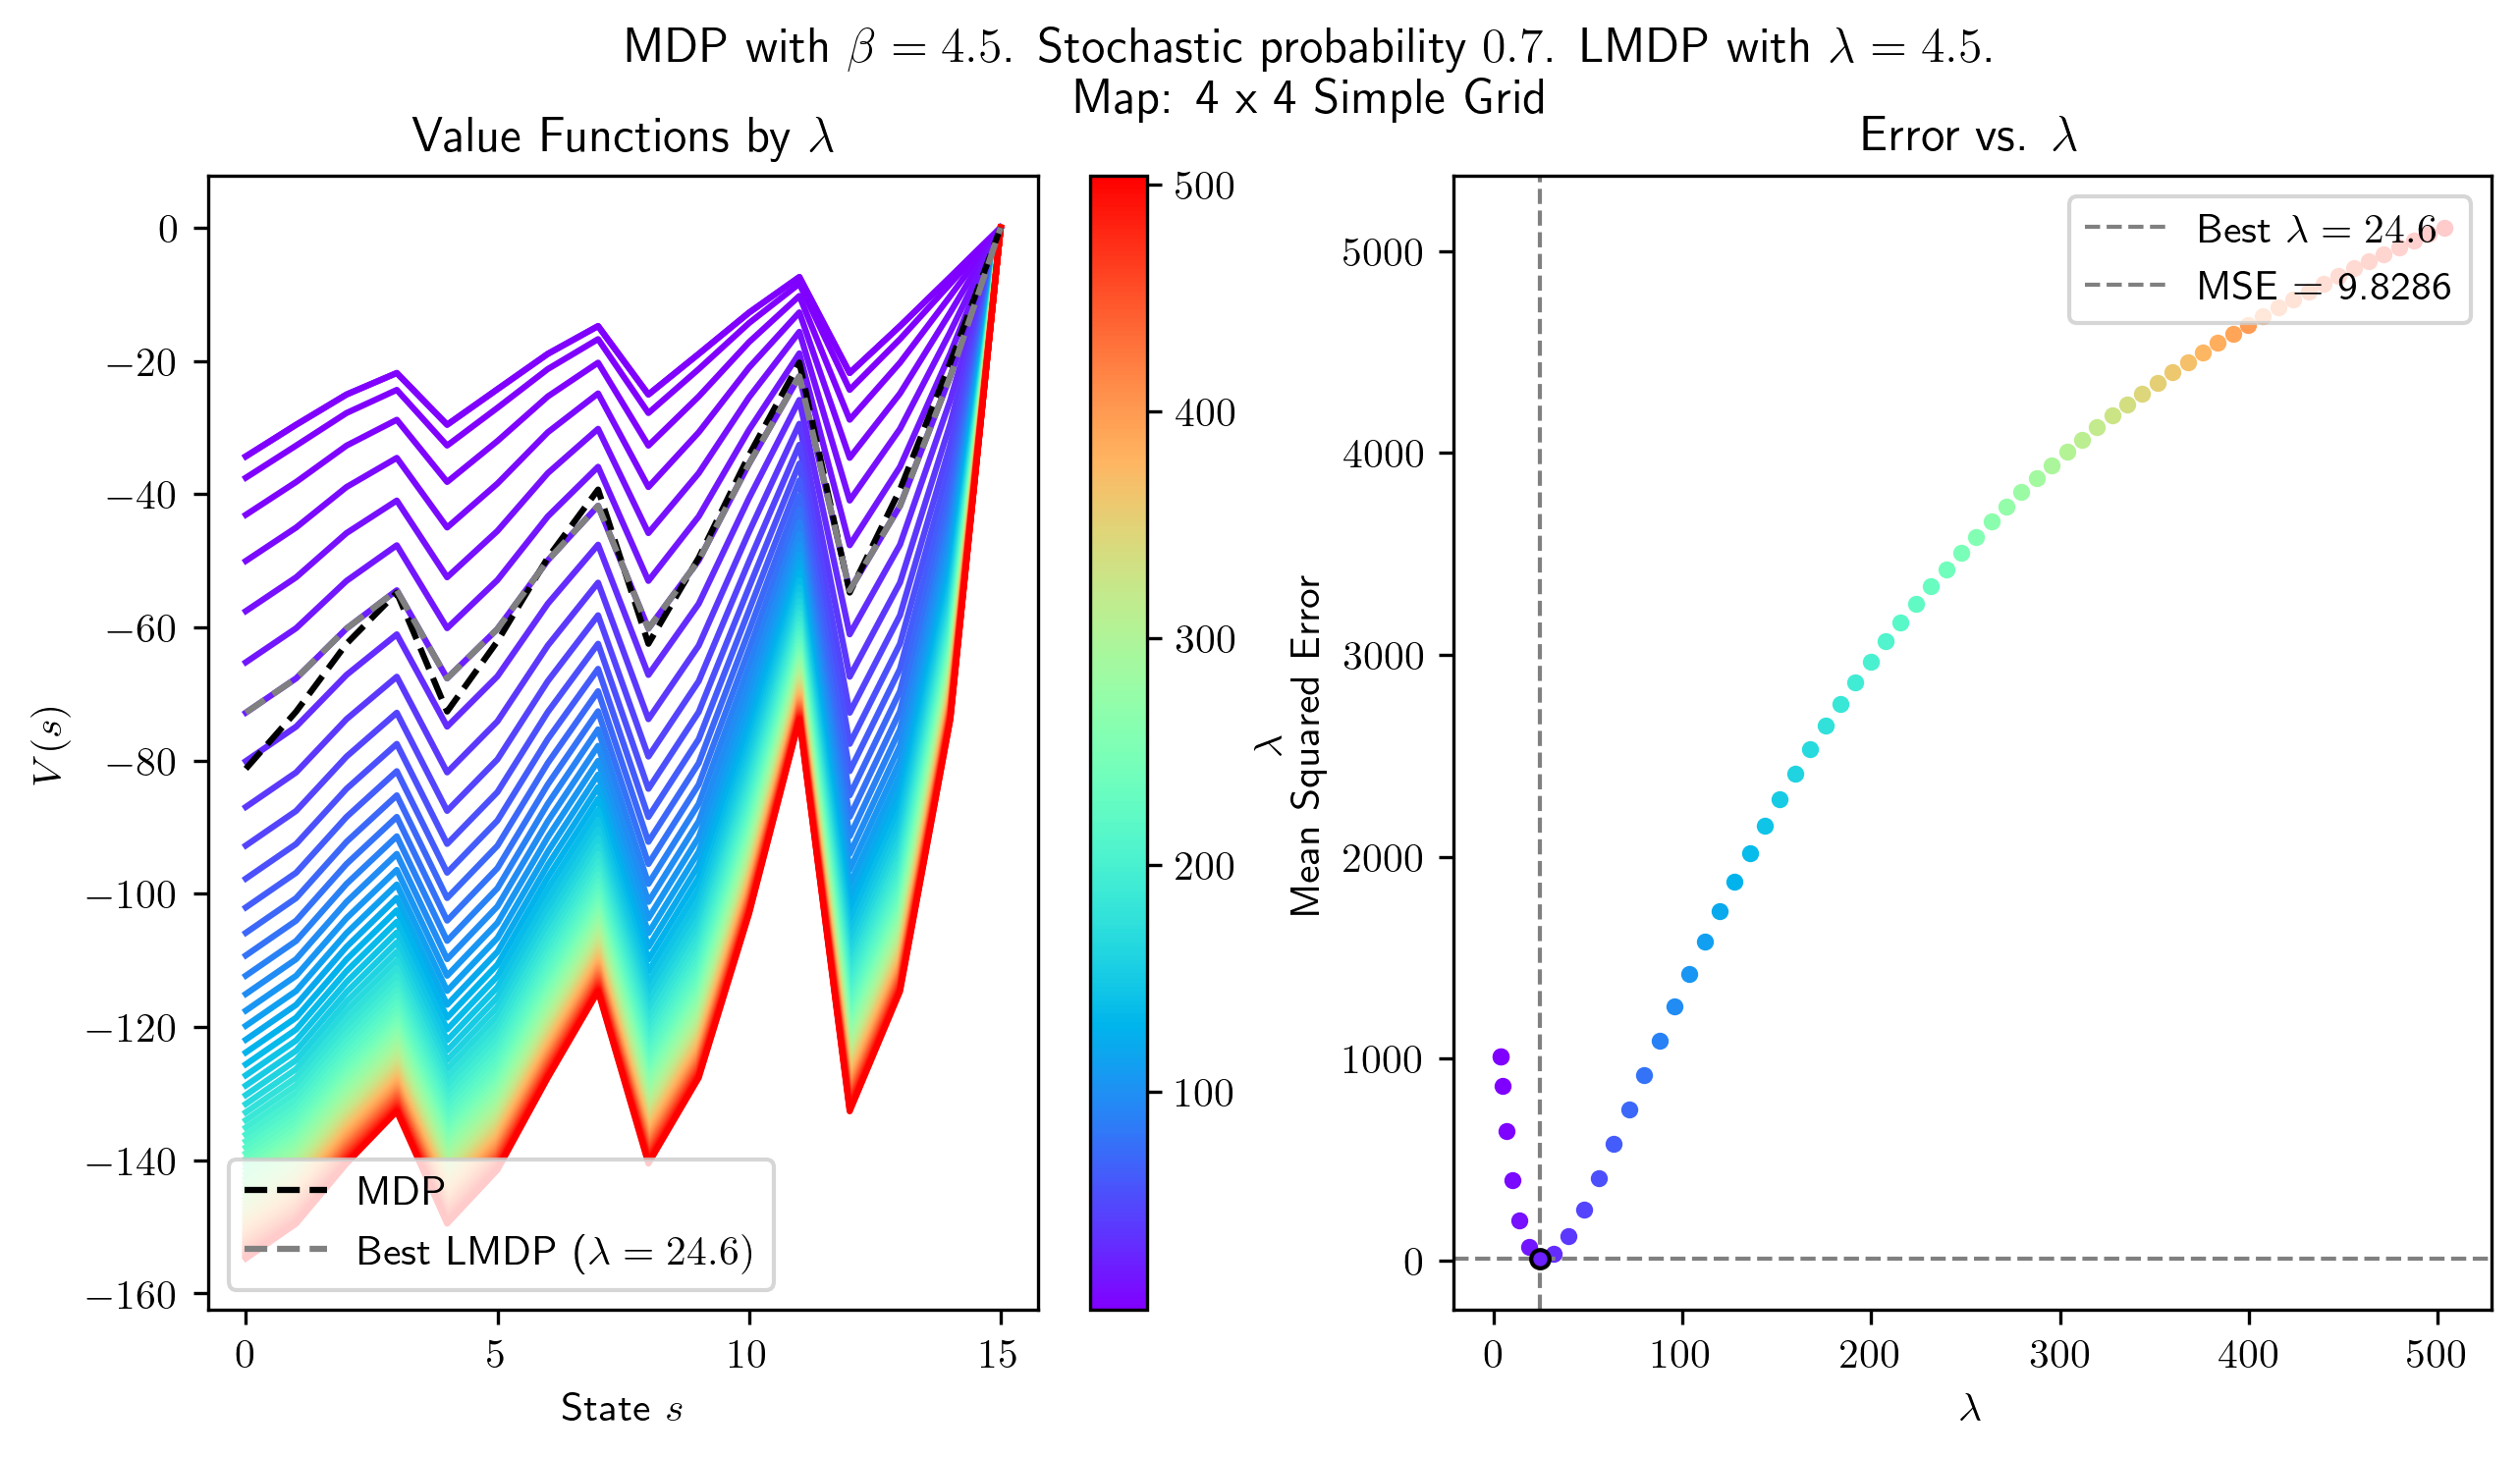 MDP with β = 4.5. Stochastic probability 0.7. LMDP with λ = 4.5.
Map: 4 x 4 Simple Grid
Value Functions by λ
0
−20
−40
−60
−80
−100
−120
−140
−160
V(s)
MDP
Best LMDP (λ = 24.6)
0 5 10 15
State s
500
400
300
200
100
λ
Error vs. λ
Mean Squared Error
5000
4000
3000
2000
1000
0
Best λ = 24.6
MSE = 9.8286
0 100 200 300 400 500
λ